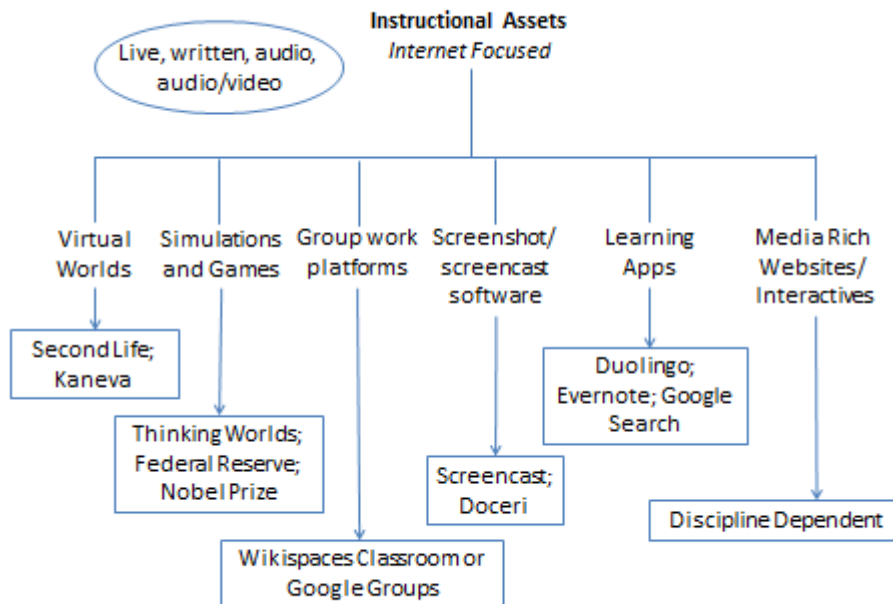 Instructional Assets
Internet Focused
Live, written, audio,
audio/video
Virtual
Worlds
Simulations
and Games
Group work
platforms
Screenshot/
screencast
software
Learning
Apps
Media Rich
Websites/
Interactives
Second Life;
Kaneva
Thinking Worlds;
Federal Reserve;
Nobel Prize
Wikispaces Classroom or
Google Groups
Screencast;
Doceri
Duolingo;
Evernote; Google
Search
Discipline Dependent